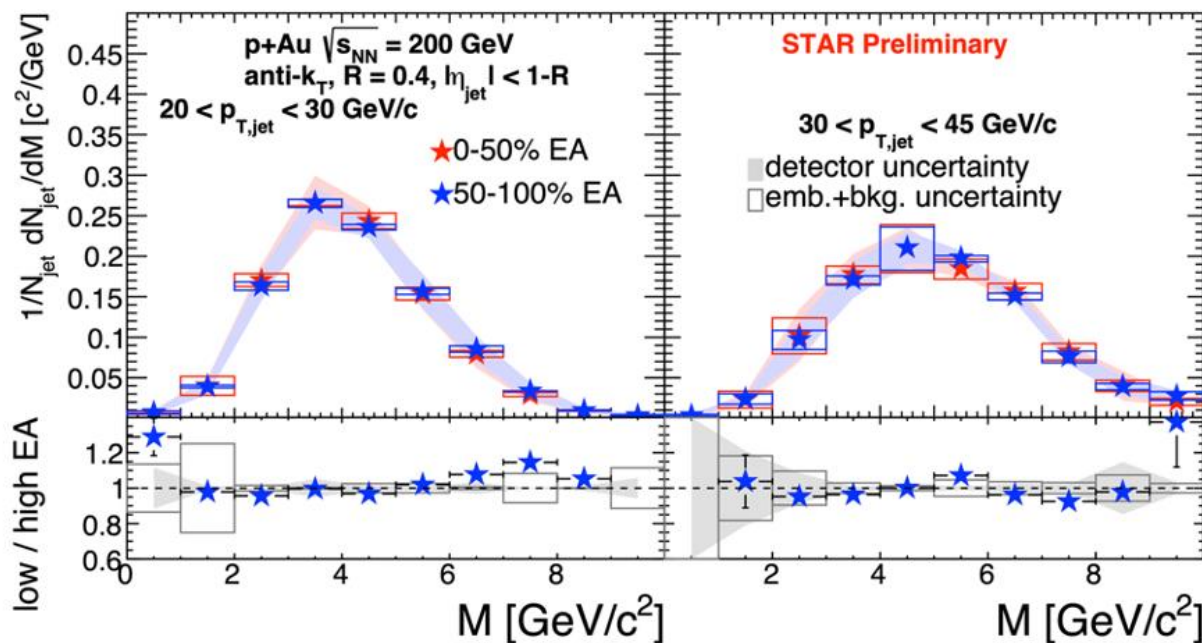 1/N_jet dN_jet/dM [c²/GeV]
0.45
0.4
0.35
0.3
0.25
0.2
0.15
0.1
0.05
p+Au √s_NN = 200 GeV
anti-k_T, R = 0.4, |η_jet| < 1-R
20 < p_T,jet < 30 GeV/c
0-50% EA
50-100% EA
STAR Preliminary
30 < p_T,jet < 45 GeV/c
detector uncertainty
emb.+bkg. uncertainty
low / high EA
1.2
1
0.8
0.6
0 2 4 6 8
2 4 6 8 10
M [GeV/c²]
M [GeV/c²]